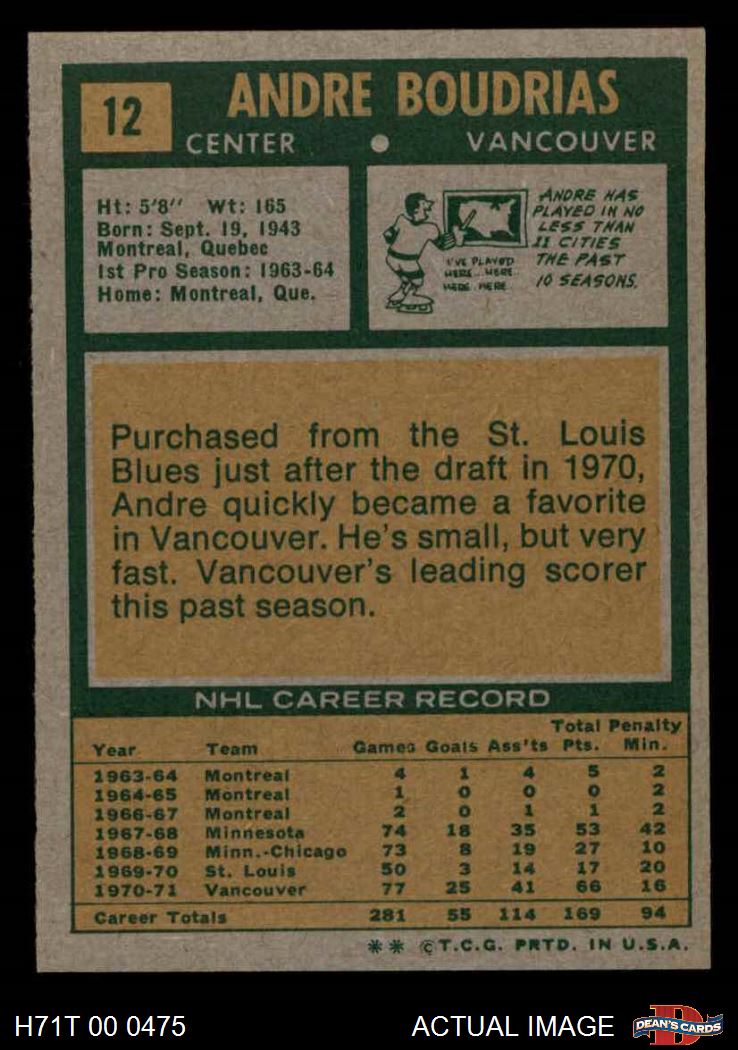 12
ANDRE BOUDRIAS
CENTER • VANCOUVER
Ht: 5'8" Wt: 165
Born: Sept. 19, 1943
Montreal, Quebec
1st Pro Season: 1963-64
Home: Montreal, Que.
ANDRE HAS
PLAYED IN NO
LESS THAN
11 CITIES
THE PAST
10 SEASONS.
I'VE PLAYED
HERE... HERE...
HERE.. HERE..
Purchased from the St. Louis
Blues just after the draft in 1970,
Andre quickly became a favorite
in Vancouver. He's small, but very
fast. Vancouver's leading scorer
this past season.
NHL CAREER RECORD
Total Penalty
Year Team Games Goals Ass'ts Pts. Min.
1963-64 Montreal 4 1 4 5 2
1964-65 Montreal 1 0 0 0 2
1966-67 Montreal 2 0 1 1 2
1967-68 Minnesota 74 18 35 53 42
1968-69 Minn.-Chicago 73 8 19 27 10
1969-70 St. Louis 50 3 14 17 20
1970-71 Vancouver 77 25 41 66 16
Career Totals 281 55 114 169 94
** ©T.C.G. PRTD. IN U.S.A.
H71T 00 0475 ACTUAL IMAGE
D
DEAN'S CARDS